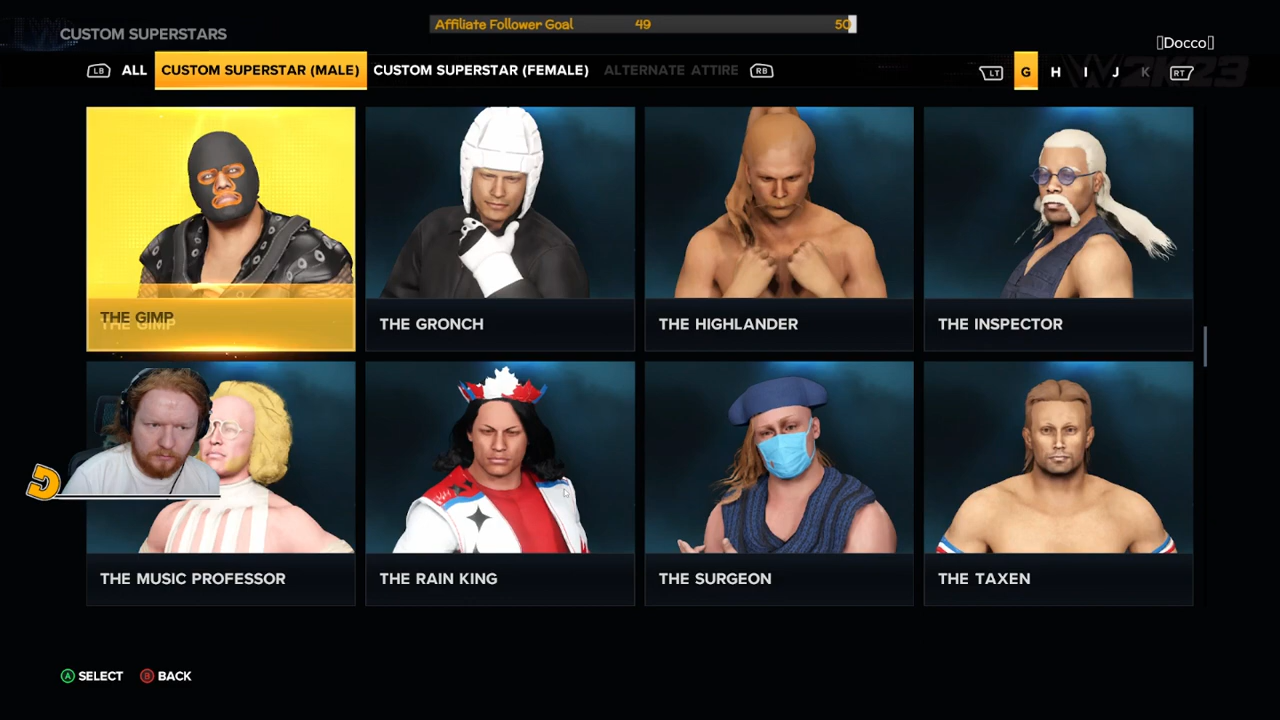 CUSTOM SUPERSTARS
Affiliate Follower Goal 49 50
▯Docco▯
LB ALL CUSTOM SUPERSTAR (MALE) CUSTOM SUPERSTAR (FEMALE) ALTERNATE ATTIRE RB
LT G H I J K RT
2K23
THE GIMP
THE GRONCH
THE HIGHLANDER
THE INSPECTOR
THE MUSIC PROFESSOR
THE RAIN KING
THE SURGEON
THE TAXEN
A SELECT B BACK